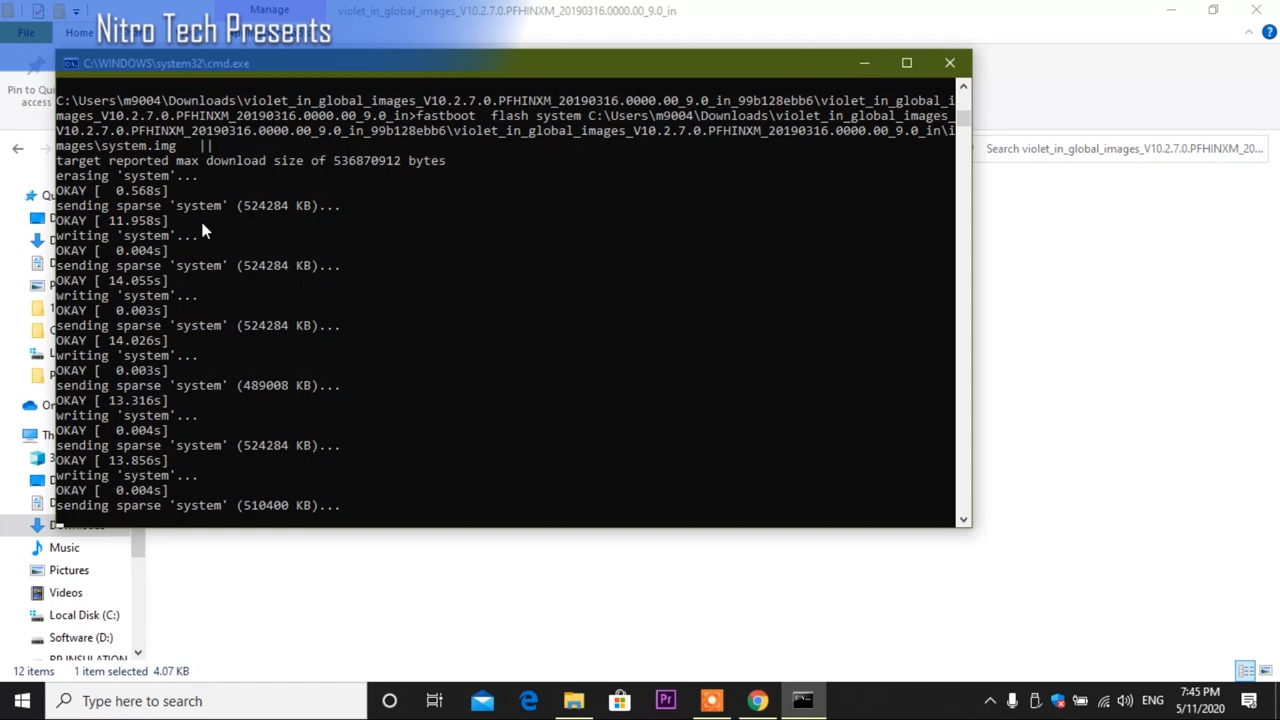 Manage
violet_in_global_images_V10.2.7.0.PFHINXM_20190316.0000.00_9.0_in
Nitro Tech Presents
File
Home
C:\WINDOWS\system32\cmd.exe
Pin to Qu
access
C:\Users\m9004\Downloads\violet_in_global_images_V10.2.7.0.PFHINXM_20190316.0000.00_9.0_in_99b128ebb6\violet_in_global_i
mages_V10.2.7.0.PFHINXM_20190316.0000.00_9.0_in>fastboot  flash system C:\Users\m9004\Downloads\violet_in_global_images_
V10.2.7.0.PFHINXM_20190316.0000.00_9.0_in_99b128ebb6\violet_in_global_images_V10.2.7.0.PFHINXM_20190316.0000.00_9.0_in\i
mages\system.img   ||
target reported max download size of 536870912 bytes
erasing 'system'...
OKAY [  0.568s]
sending sparse 'system' (524284 KB)...
OKAY [ 11.958s]
writing 'system'...
OKAY [  0.004s]
sending sparse 'system' (524284 KB)...
OKAY [ 14.055s]
writing 'system'...
OKAY [  0.003s]
sending sparse 'system' (524284 KB)...
OKAY [ 14.026s]
writing 'system'...
OKAY [  0.003s]
sending sparse 'system' (489008 KB)...
OKAY [ 13.316s]
writing 'system'...
OKAY [  0.004s]
sending sparse 'system' (524284 KB)...
OKAY [ 13.856s]
writing 'system'...
OKAY [  0.004s]
sending sparse 'system' (510400 KB)...
Search violet_in_global_images_V10.2.7.0.PFHINXM_20...
Qu
On
Th
Music
Pictures
Videos
Local Disk (C:)
Software (D:)
12 items
1 item selected  4.07 KB
Type here to search
Pr
ENG
7:45 PM
5/11/2020